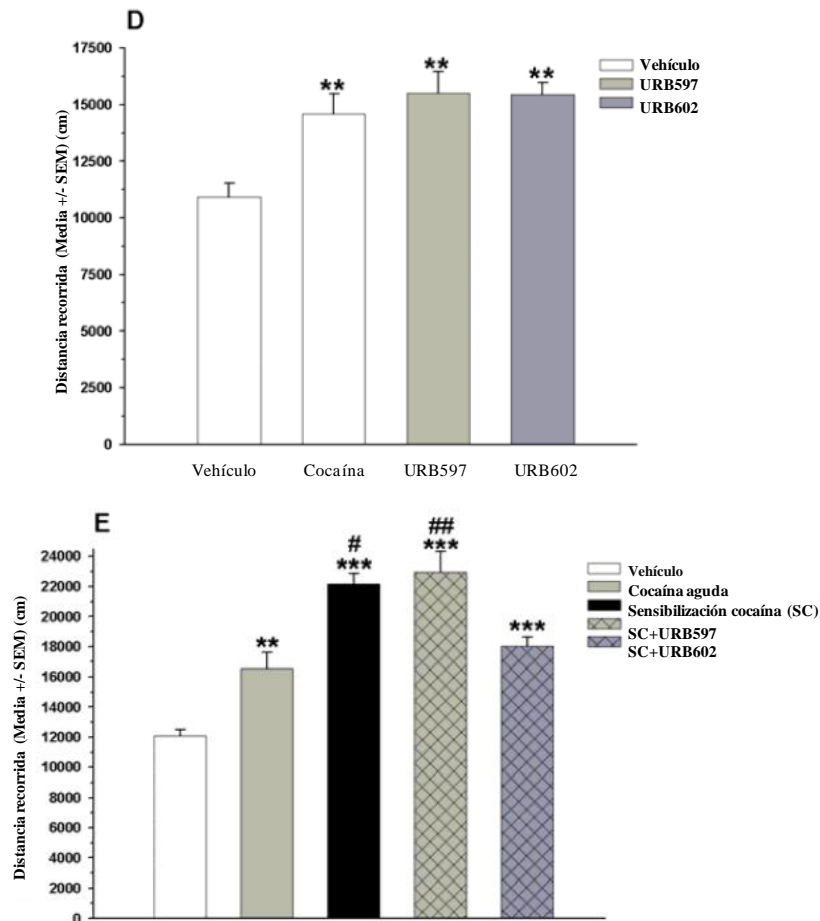 D
17500
15000
12500
10000
7500
5000
2500
0
Distancia recorrida (Media +/- SEM) (cm)
**
**
**
Vehículo
URB597
URB602
Vehículo
Cocaína
URB597
URB602
E
24000
22000
20000
18000
16000
14000
12000
10000
8000
6000
4000
2000
0
Distancia recorrida (Media +/- SEM) (cm)
**
#
***
##
***
***
Vehículo
Cocaína aguda
Sensibilización cocaína (SC)
SC+URB597
SC+URB602